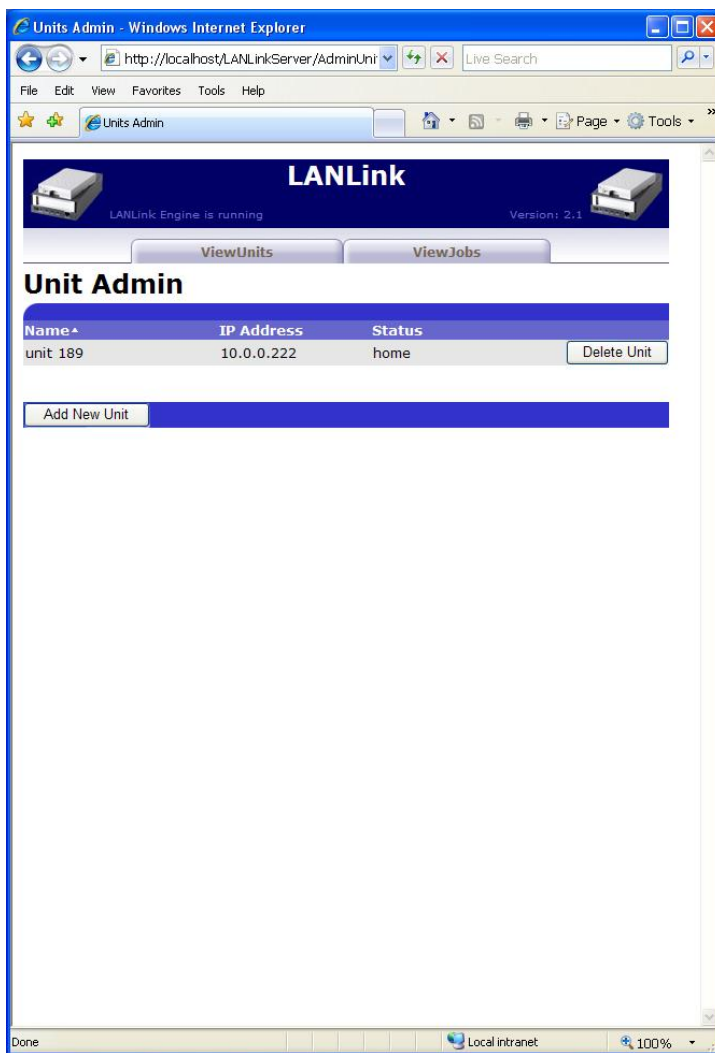 Units Admin - Windows Internet Explorer
http://localhost/LANLinkServer/AdminUni
Live Search
File Edit View Favorites Tools Help
Units Admin
Page Tools »
LANLink
LANLink Engine is running Version: 2.1
ViewUnits ViewJobs
Unit Admin
Name IP Address Status
unit 189 10.0.0.222 home Delete Unit
Add New Unit
Done Local intranet 100%